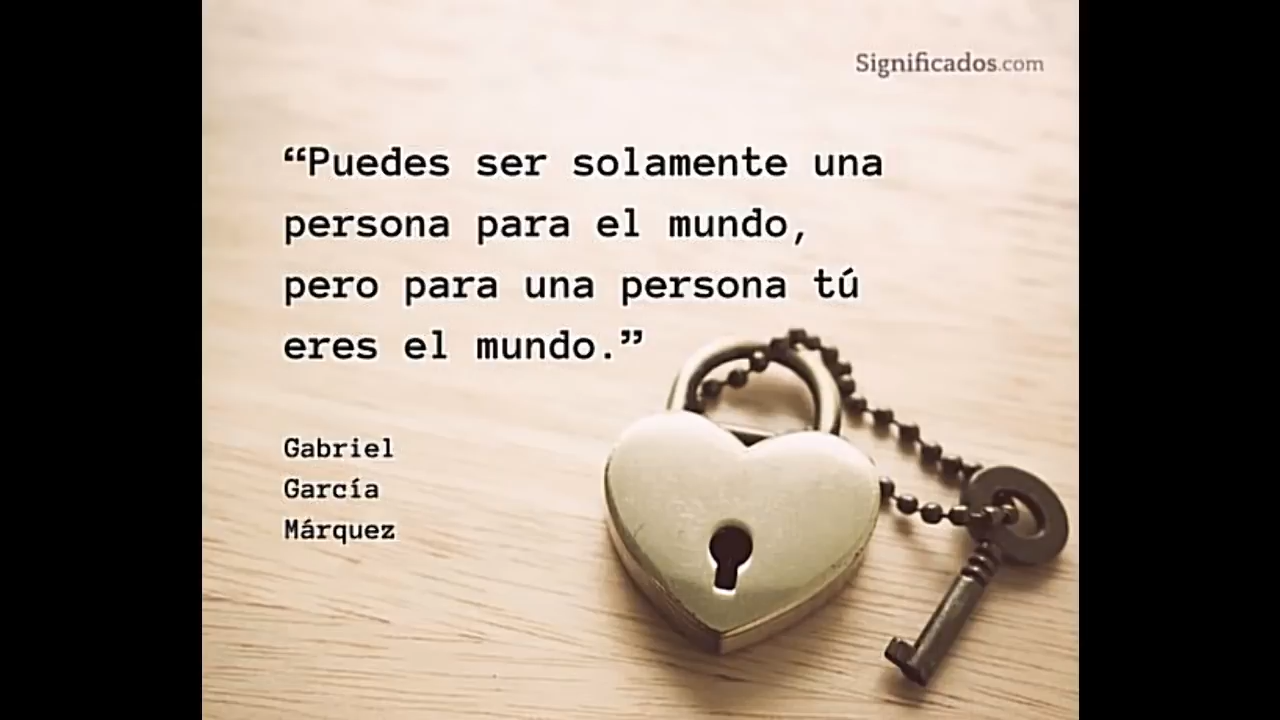 Significados.com
“Puedes ser solamente una
persona para el mundo,
pero para una persona tú
eres el mundo.”
Gabriel
García
Márquez